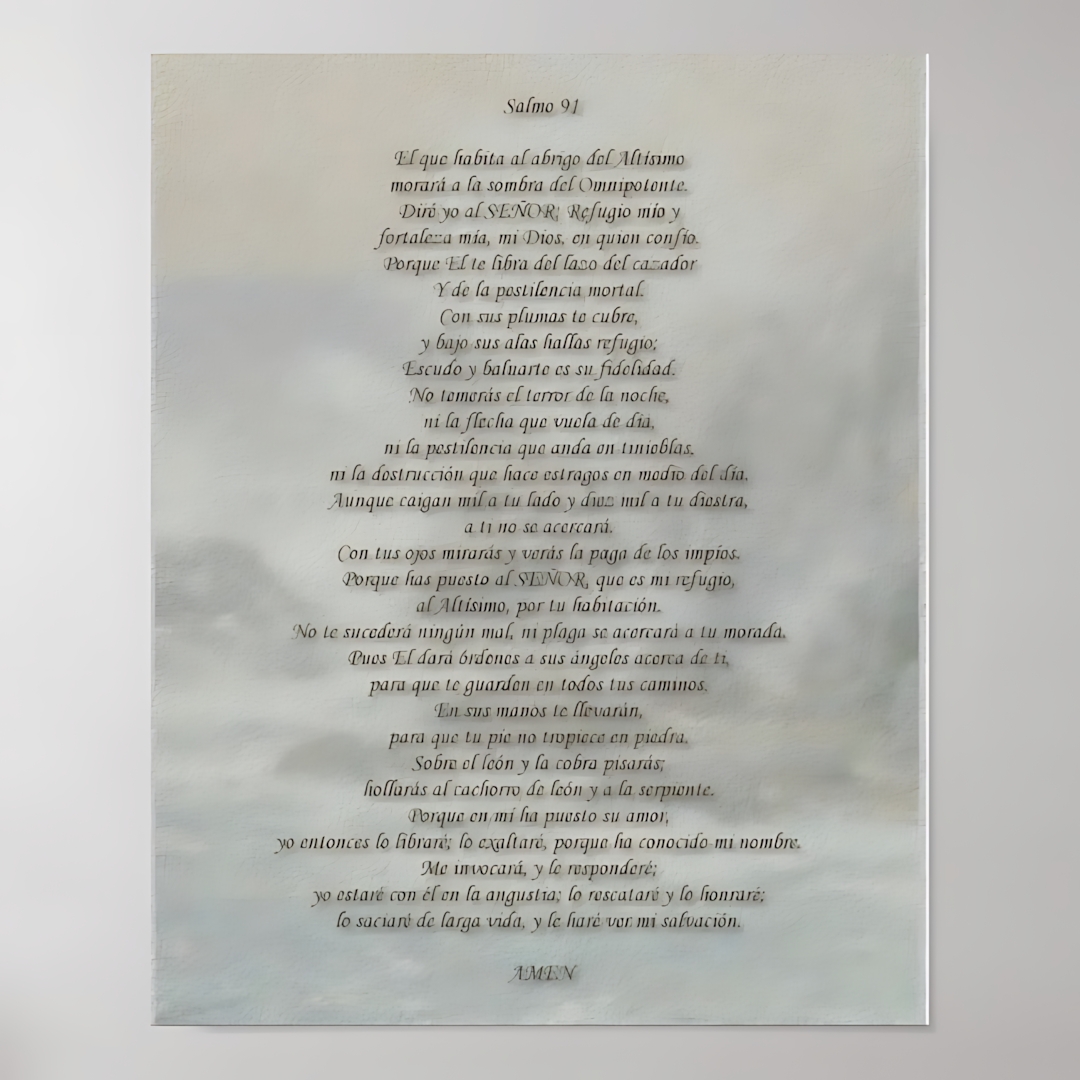 Salmo 91
El que habita al abrigo del Altísimo
morará a la sombra del Omnipotente.
Diré yo al SEÑOR; Refugio mío y
fortaleza mía, mi Dios, en quien confío.
Porque El te libra del lazo del cazador
Y de la pestilencia mortal.
Con sus plumas te cubre,
y bajo sus alas hallas refugio;
Escudo y baluarte es su fidelidad.
No temerás el terror de la noche,
ni la flecha que vuela de día,
ni la pestilencia que anda en tinieblas,
ni la destrucción que hace estragos en medio del día.
Aunque caigan mil a tu lado y diez mil a tu diestra,
a ti no se acercará.
Con tus ojos mirarás y verás la paga de los impíos.
Porque has puesto al SEÑOR, que es mi refugio,
al Altísimo, por tu habitación.
No te sucederá ningún mal, ni plaga se acercará a tu morada.
Pues El dará órdenes a sus ángeles acerca de ti,
para que te guarden en todos tus caminos.
En sus manos te llevarán,
para que tu pie no tropiece en piedra.
Sobre el león y la cobra pisarás;
hollarás al cachorro de león y a la serpiente.
Porque en mí ha puesto su amor,
yo entonces lo libraré; lo exaltaré, porque ha conocido mi nombre.
Me invocará, y le responderé;
yo estaré con él en la angustia; lo rescataré y lo honraré;
lo saciaré de larga vida, y le haré ver mi salvación.
AMEN